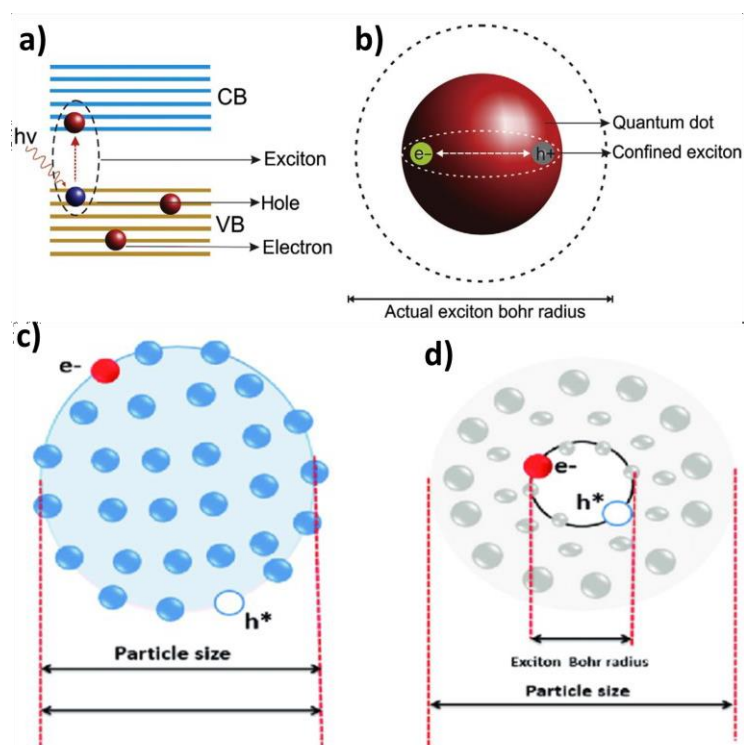 a)
CB
hν
Exciton
Hole
VB
Electron
b)
Quantum dot
e-
h+
Confined exciton
Actual exciton bohr radius
c)
e-
h*
Particle size
d)
e-
h*
Exciton Bohr radius
Particle size